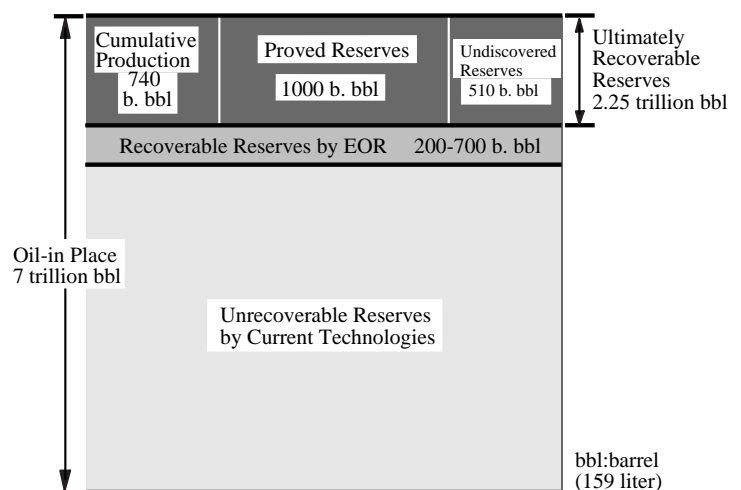 Cumulative
Production
740
b. bbl
Proved Reserves
1000 b. bbl
Undiscovered
Reserves
510 b. bbl
Ultimately
Recoverable
Reserves
2.25 trillion bbl
Recoverable Reserves by EOR 200-700 b. bbl
Oil-in Place
7 trillion bbl
Unrecoverable Reserves
by Current Technologies
bbl:barrel
(159 liter)